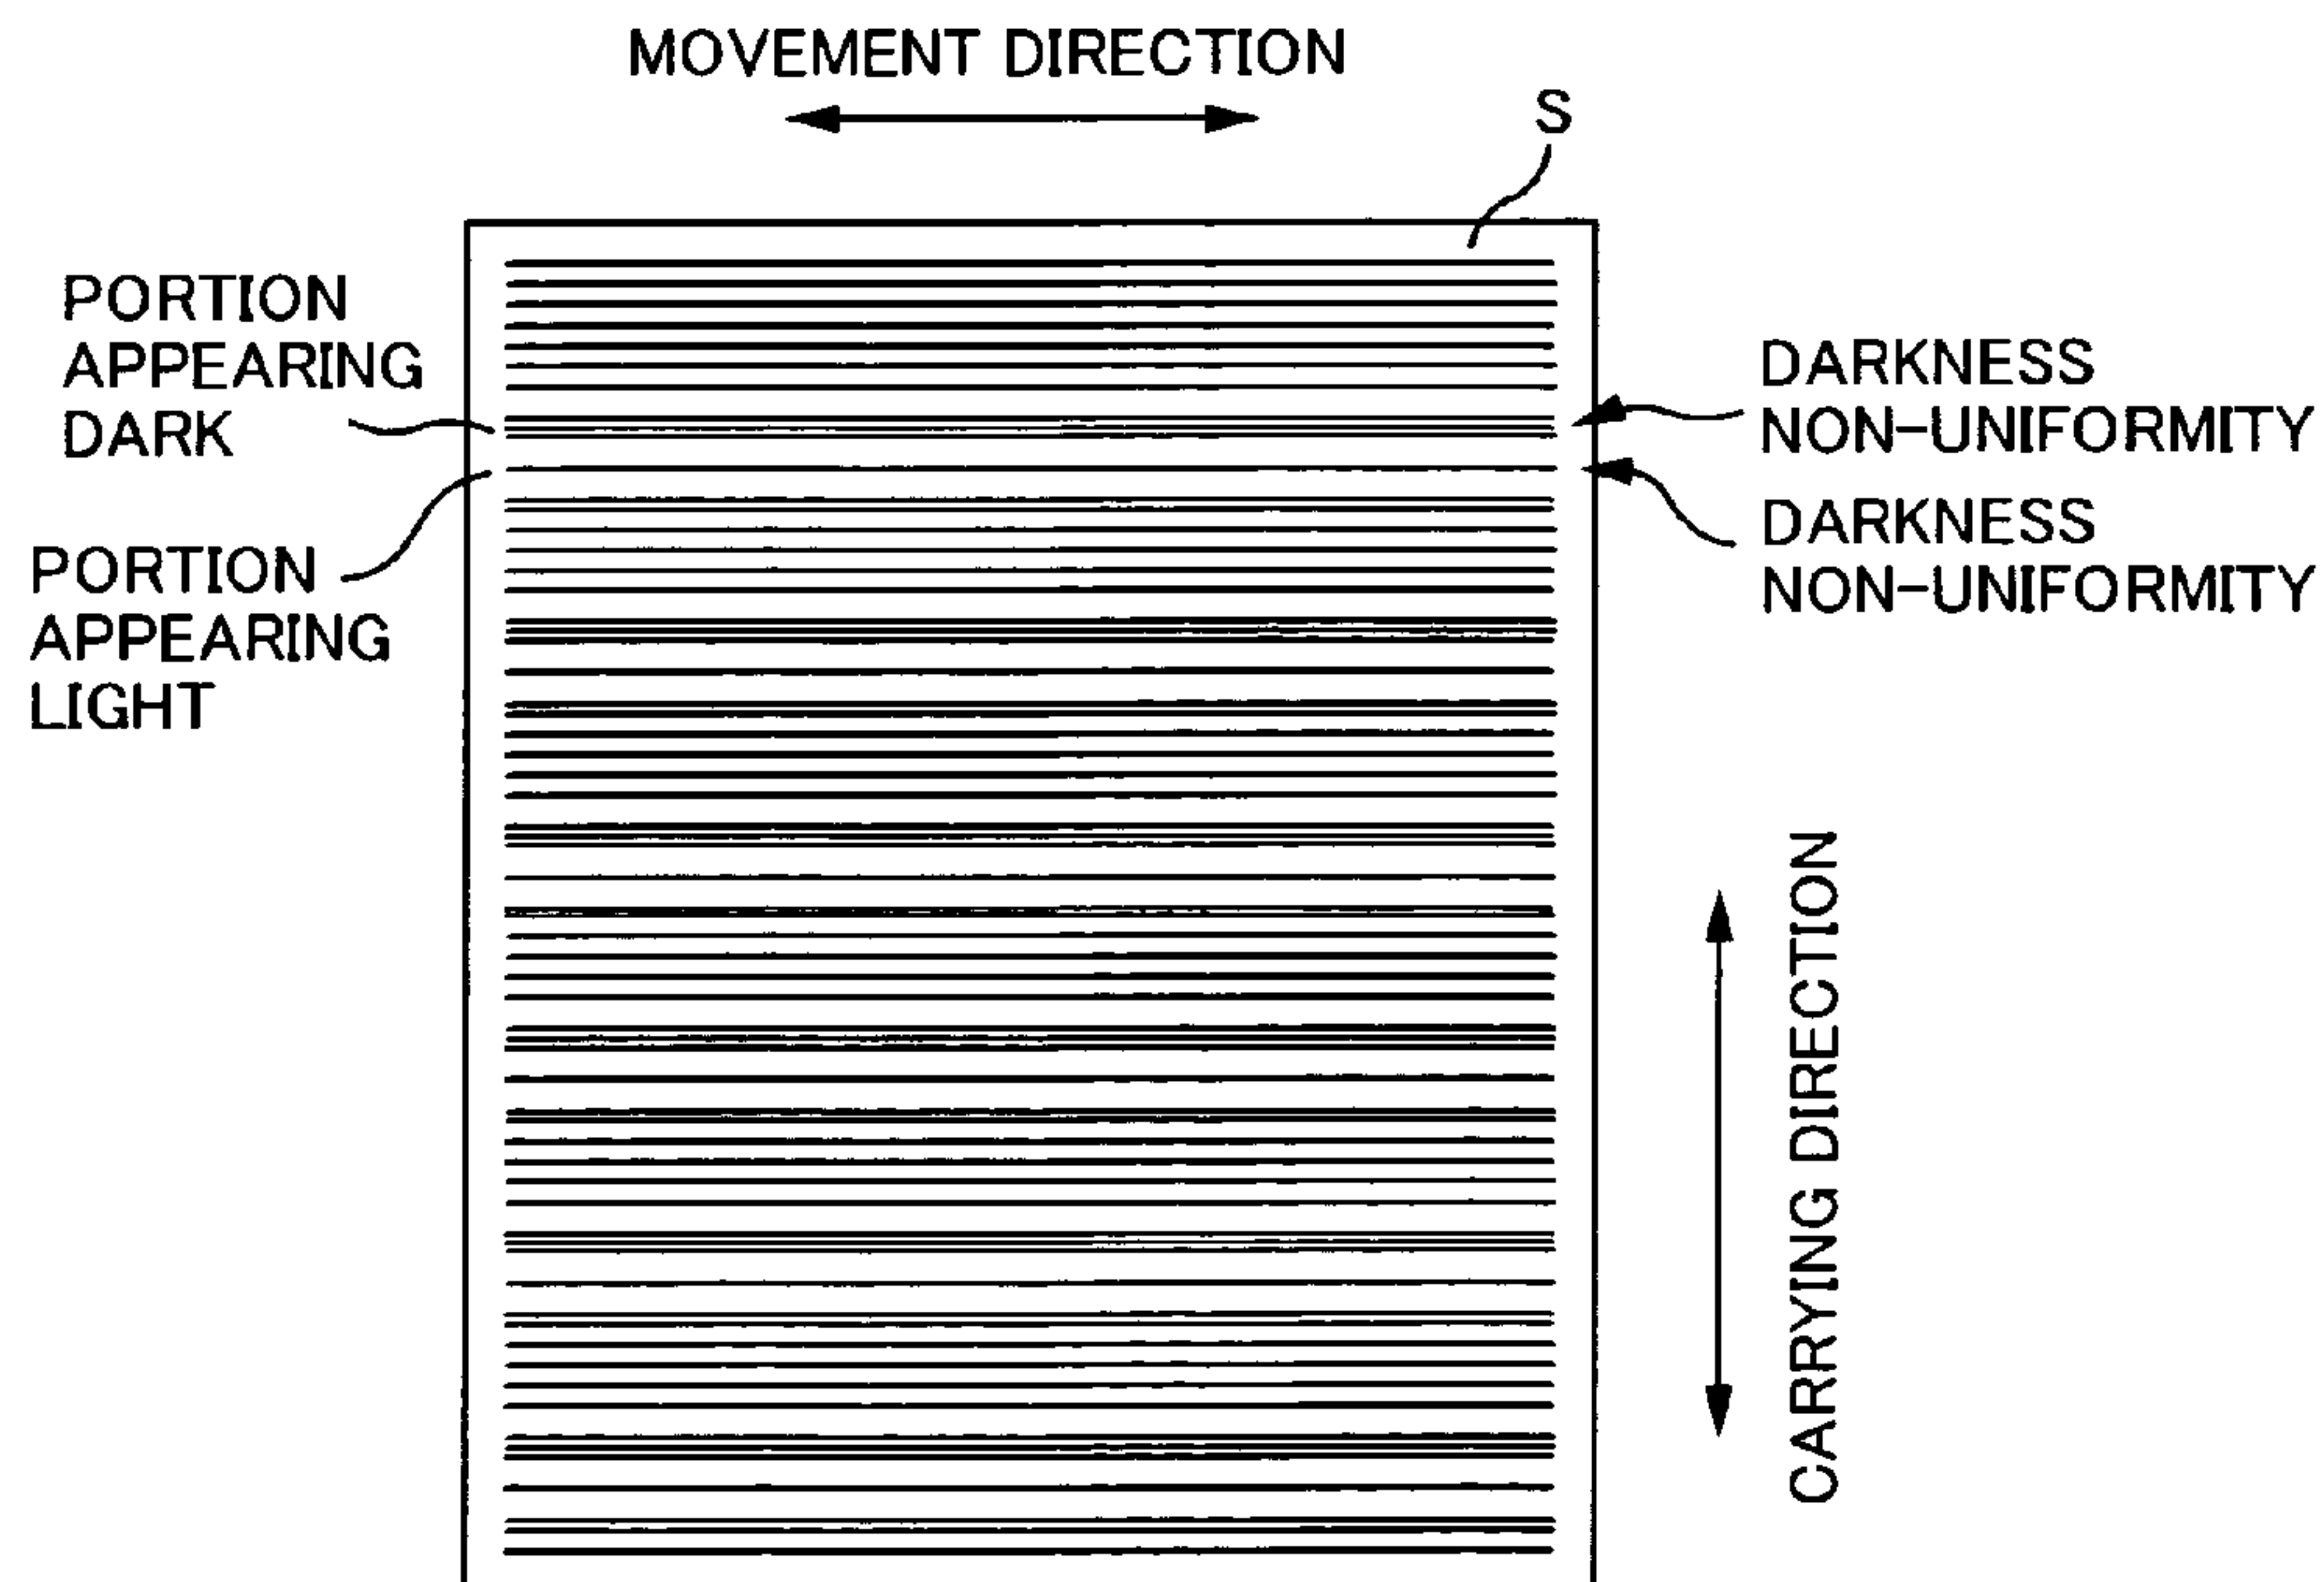 MOVEMENT DIRECTION
S
PORTION
APPEARING
DARK
DARKNESS
NON-UNIFORMITY
DARKNESS
NON-UNIFORMITY
PORTION
APPEARING
LIGHT
CARRYING DIRECTION